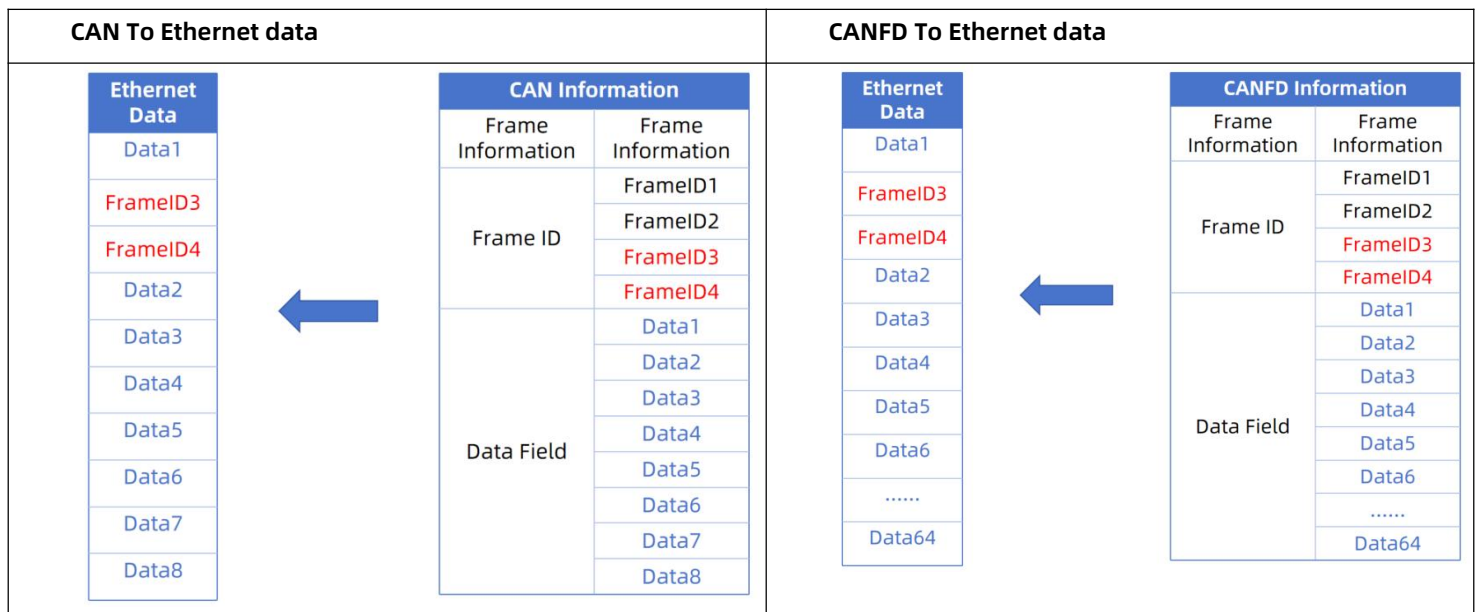 CAN To Ethernet data
Ethernet
Data
Data1
FrameID3
FrameID4
Data2
Data3
Data4
Data5
Data6
Data7
Data8
CAN Information
Frame
Information
Frame
Information
Frame ID
FrameID1
FrameID2
FrameID3
FrameID4
Data Field
Data1
Data2
Data3
Data4
Data5
Data6
Data7
Data8
CANFD To Ethernet data
Ethernet
Data
Data1
FrameID3
FrameID4
Data2
Data3
Data4
Data5
Data6
......
Data64
CANFD Information
Frame
Information
Frame
Information
Frame ID
FrameID1
FrameID2
FrameID3
FrameID4
Data Field
Data1
Data2
Data3
Data4
Data5
Data6
......
Data64